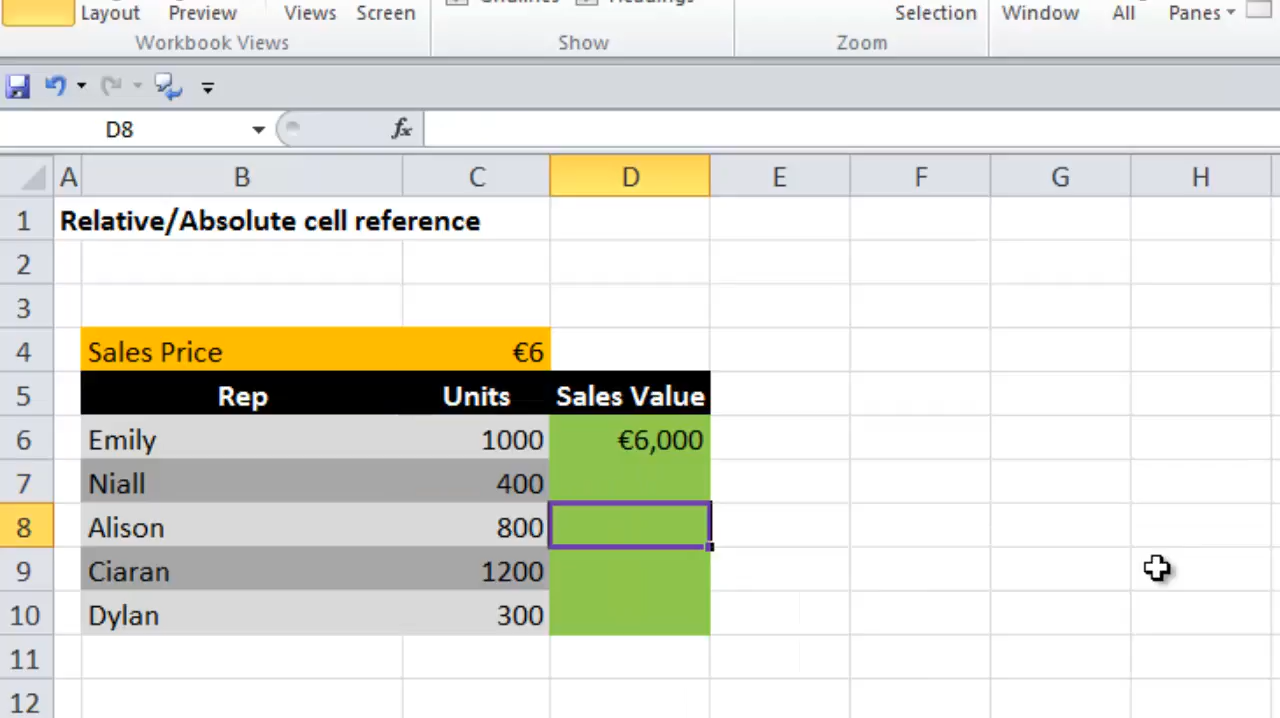 Layout Preview Views Screen Selection Window All Panes
Workbook Views Show Zoom
D8 fx
A B C D E F G H
1 Relative/Absolute cell reference
2
3
4 Sales Price €6
5 Rep Units Sales Value
6 Emily 1000 €6,000
7 Niall 400
8 Alison 800
9 Ciaran 1200
10 Dylan 300
11
12